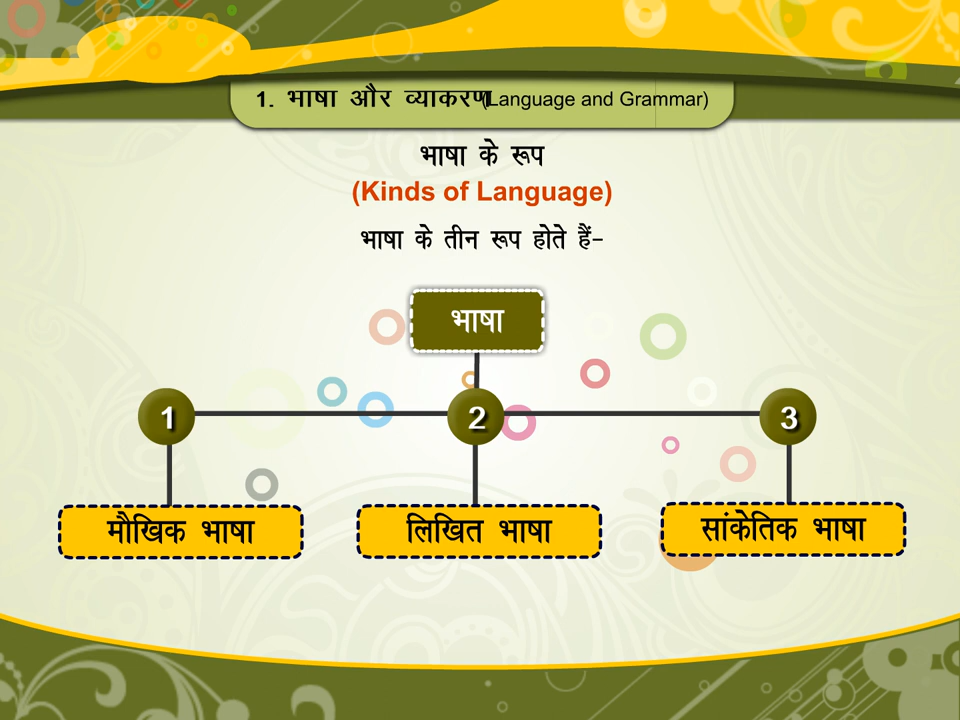 1. भाषा और व्याकरण (Language and Grammar)
भाषा के रूप
(Kinds of Language)
भाषा के तीन रूप होते हैं-
भाषा
1 2 3
मौखिक भाषा लिखित भाषा सांकेतिक भाषा